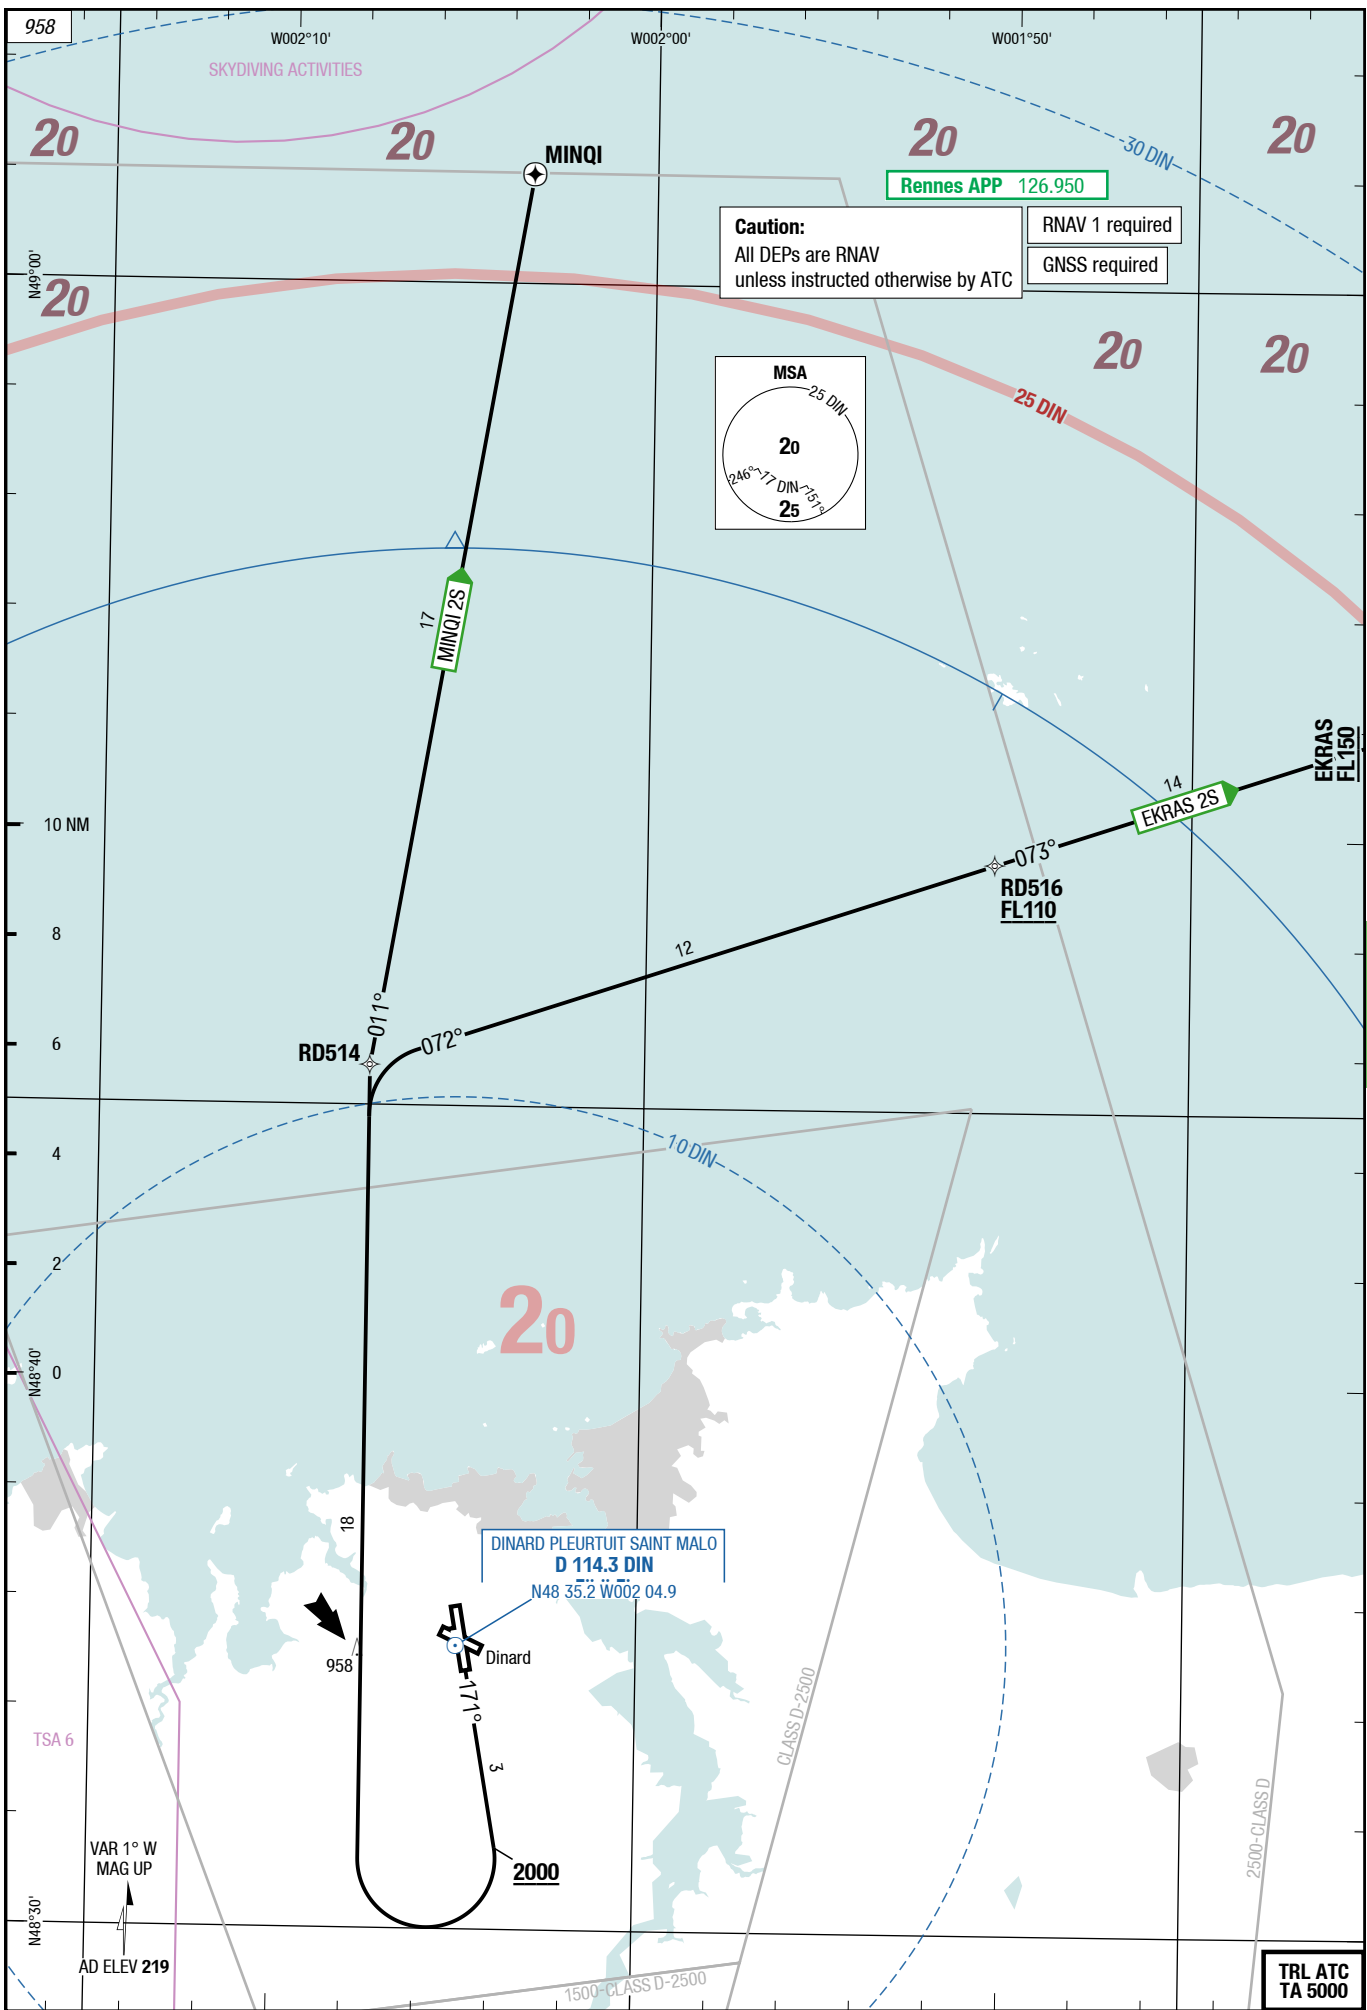 958
W002°10'
W002°00'
W001°50'
SKYDIVING ACTIVITIES
20
20
20
20
30 DIN
MINQI
Rennes APP 126.950
Caution:
All DEPs are RNAV
unless instructed otherwise by ATC
RNAV 1 required
GNSS required
N49°00'
20
20
20
MSA
25 DIN
20
246°
17 DIN
151°
25
25 DIN
17
MINQI 2S
EKRAS
FL150
14
EKRAS 2S
10 NM
073°
RD516
FL110
8
12
011°
6
RD514
072°
4
10 DIN
2
20
N48°40'
0
18
DINARD PLEURTUIT SAINT MALO
D 114.3 DIN
N48 35.2 W002 04.9
958
Dinard
171°
CLASS D-2500
TSA 6
3
2500-CLASS D
VAR 1° W
MAG UP
2000
N48°30'
AD ELEV 219
1500-CLASS D-2500
TRL ATC
TA 5000